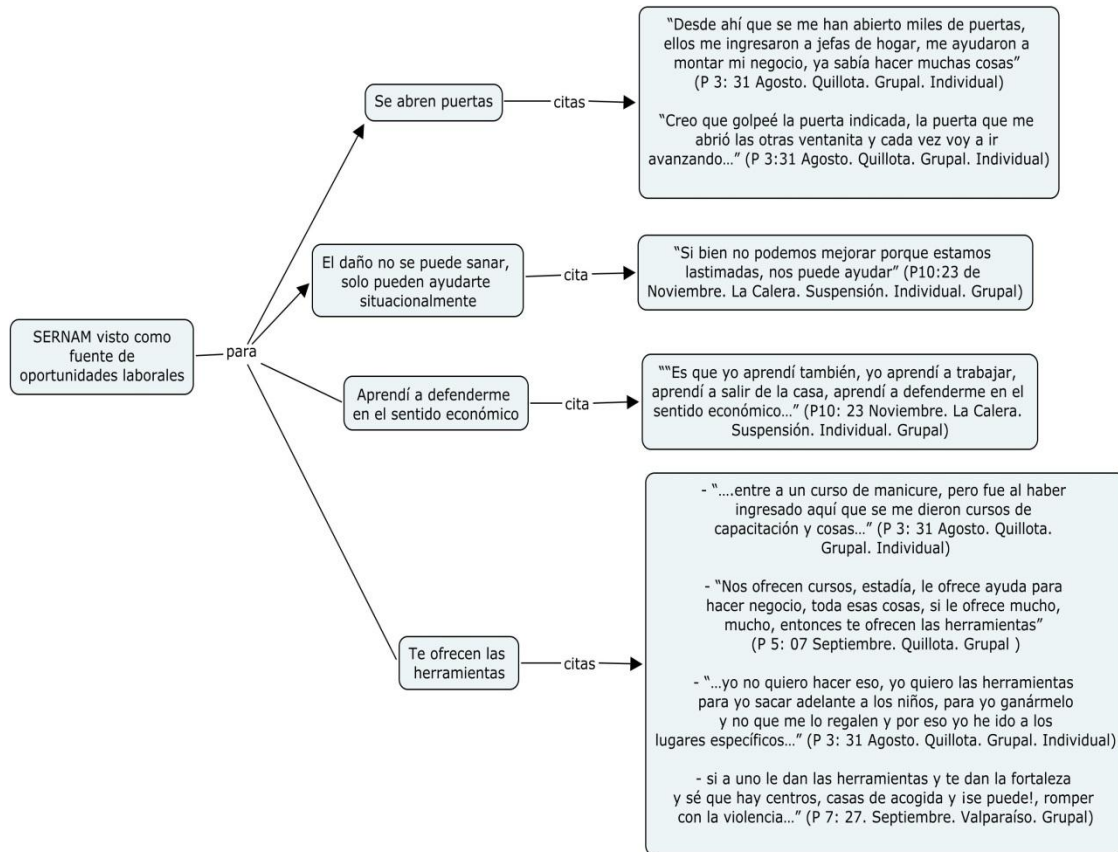 SERNAM visto como
fuente de
oportunidades laborales
para
Se abren puertas
citas
“Desde ahí que se me han abierto miles de puertas,
ellos me ingresaron a jefas de hogar, me ayudaron a
montar mi negocio, ya sabía hacer muchas cosas”
(P 3: 31 Agosto. Quillota. Grupal. Individual)
“Creo que golpeé la puerta indicada, la puerta que me
abrió las otras ventanita y cada vez voy a ir
avanzando...” (P 3:31 Agosto. Quillota. Grupal. Individual)
El daño no se puede sanar,
solo pueden ayudarte
situacionalmente
cita
“Si bien no podemos mejorar porque estamos
lastimadas, nos puede ayudar” (P10:23 de
Noviembre. La Calera. Suspensión. Individual. Grupal)
Aprendí a defenderme
en el sentido económico
cita
““Es que yo aprendí también, yo aprendí a trabajar,
aprendí a salir de la casa, aprendí a defenderme en el
sentido económico...” (P10: 23 Noviembre. La Calera.
Suspensión. Individual. Grupal)
Te ofrecen las
herramientas
citas
- “....entre a un curso de manicure, pero fue al haber
ingresado aquí que se me dieron cursos de
capacitación y cosas...” (P 3: 31 Agosto. Quillota.
Grupal. Individual)
- “Nos ofrecen cursos, estadía, le ofrece ayuda para
hacer negocio, toda esas cosas, si le ofrece mucho,
mucho, entonces te ofrecen las herramientas”
(P 5: 07 Septiembre. Quillota. Grupal )
- “...yo no quiero hacer eso, yo quiero las herramientas
para yo sacar adelante a los niños, para yo ganármelo
y no que me lo regalen y por eso yo he ido a los
lugares específicos...” (P 3: 31 Agosto. Quillota. Grupal. Individual)
- si a uno le dan las herramientas y te dan la fortaleza
y sé que hay centros, casas de acogida y ¡se puede!, romper
con la violencia...” (P 7: 27. Septiembre. Valparaíso. Grupal)